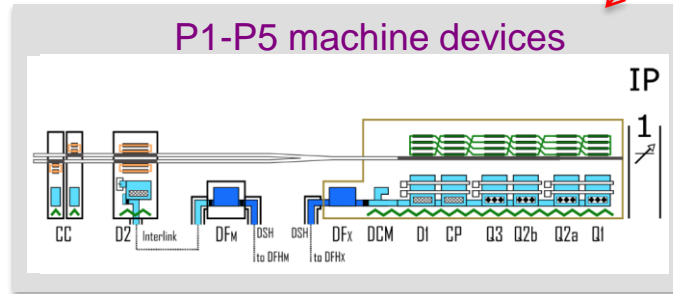 P1-P5 machine devices
IP
1
CC D2 Interlink DFM DSH DSH DFX DCM D1 CP Q3 Q2b Q2a Q1
to DFHM to DFHX